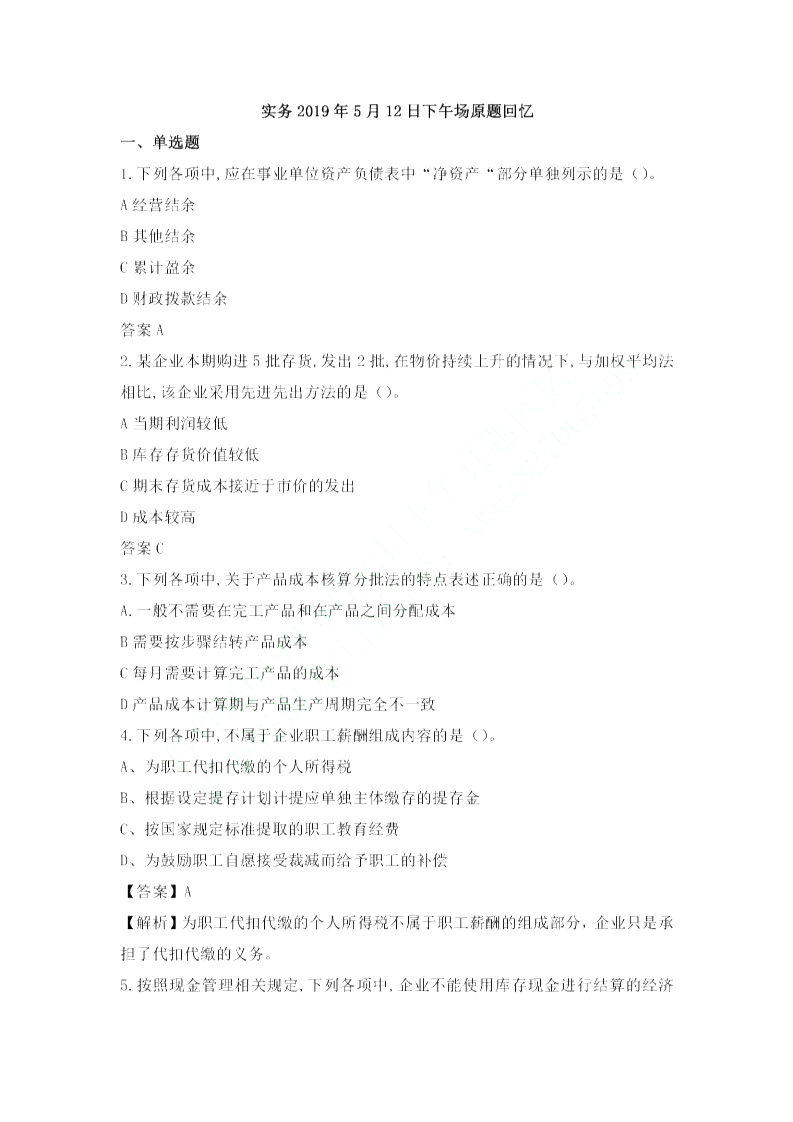 实务 2019 年 5 月 12 日下午场原题回忆
一、单选题
1.下列各项中,应在事业单位资产负债表中“净资产“部分单独列示的是（）。
A 经营结余
B 其他结余
C 累计盈余
D 财政拨款结余
答案 A
2.某企业本期购进 5 批存货,发出 2 批,在物价持续上升的情况下,与加权平均法
相比,该企业采用先进先出方法的是（）。
A 当期利润较低
B 库存存货价值较低
C 期末存货成本接近于市价的发出
D 成本较高
答案 C
3.下列各项中,关于产品成本核算分批法的特点表述正确的是（）。
A.一般不需要在完工产品和在产品之间分配成本
B 需要按步骤结转产品成本
C 每月需要计算完工产品的成本
D 产品成本计算期与产品生产周期完全不一致
4.下列各项中,不属于企业职工薪酬组成内容的是（）。
A、为职工代扣代缴的个人所得税
B、根据设定提存计划计提应单独主体缴存的提存金
C、按国家规定标准提取的职工教育经费
D、为鼓励职工自愿接受裁减而给予职工的补偿
【答案】A
【解析】为职工代扣代缴的个人所得税不属于职工薪酬的组成部分，企业只是承
担了代扣代缴的义务。
5.按照现金管理相关规定,下列各项中,企业不能使用库存现金进行结算的经济